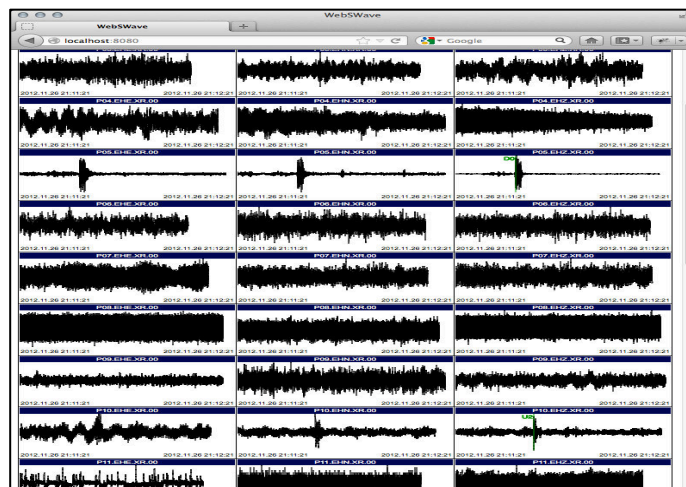 WebSWave
WebSWave
localhost:8080
Google
2012.11.26 21:11:21 2012.11.26 21:12:21 2012.11.26 21:11:21 2012.11.26 21:12:21 2012.11.26 21:11:21 2012.11.26 21:12:21
P04.EHE.XR.00 P04.EHN.XR.00 P04.EHZ.XR.00
2012.11.26 21:11:21 2012.11.26 21:12:21 2012.11.26 21:11:21 2012.11.26 21:12:21 2012.11.26 21:11:21 2012.11.26 21:12:21
P05.EHE.XR.00 P05.EHN.XR.00 P05.EHZ.XR.00
2012.11.26 21:11:21 2012.11.26 21:12:21 2012.11.26 21:11:21 2012.11.26 21:12:21 2012.11.26 21:11:21 2012.11.26 21:12:21
P06.EHE.XR.00 P06.EHN.XR.00 P06.EHZ.XR.00
2012.11.26 21:11:21 2012.11.26 21:12:21 2012.11.26 21:11:21 2012.11.26 21:12:21 2012.11.26 21:11:21 2012.11.26 21:12:21
P07.EHE.XR.00 P07.EHN.XR.00 P07.EHZ.XR.00
2012.11.26 21:11:21 2012.11.26 21:12:21 2012.11.26 21:11:21 2012.11.26 21:12:21 2012.11.26 21:11:21 2012.11.26 21:12:21
P08.EHE.XR.00 P08.EHN.XR.00 P08.EHZ.XR.00
2012.11.26 21:11:21 2012.11.26 21:12:21 2012.11.26 21:11:21 2012.11.26 21:12:21 2012.11.26 21:11:21 2012.11.26 21:12:21
P09.EHE.XR.00 P09.EHN.XR.00 P09.EHZ.XR.00
2012.11.26 21:11:21 2012.11.26 21:12:21 2012.11.26 21:11:21 2012.11.26 21:12:21 2012.11.26 21:11:21 2012.11.26 21:12:21
P10.EHE.XR.00 P10.EHN.XR.00 P10.EHZ.XR.00
U2
2012.11.26 21:11:21 2012.11.26 21:12:21 2012.11.26 21:11:21 2012.11.26 21:12:21 2012.11.26 21:11:21 2012.11.26 21:12:21
P11.EHE.XR.00 P11.EHN.XR.00 P11.EHZ.XR.00